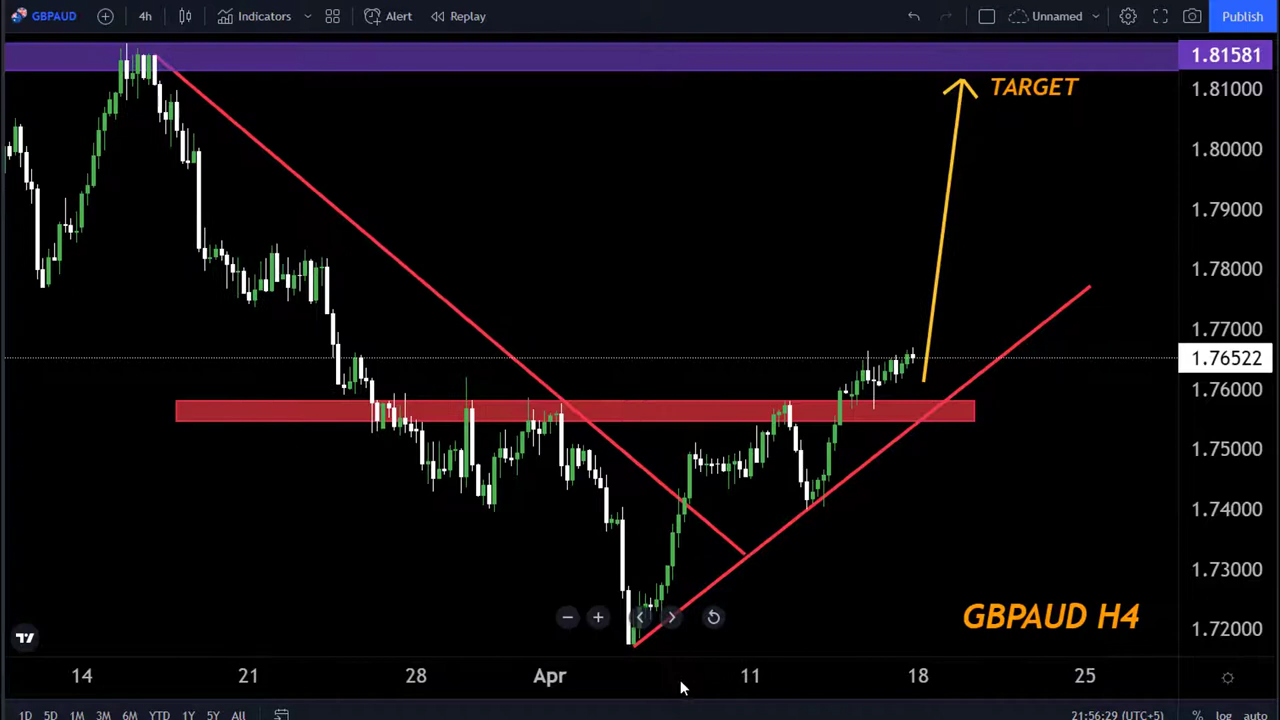 GBPAUD 4h Indicators Alert Replay Unnamed Publish
1.81581
TARGET
1.81000
1.80000
1.79000
1.78000
1.77000
1.76522
1.76000
1.75000
1.74000
1.73000
GBPAUD H4
1.72000
14 21 28 Apr 11 18 25
1D 5D 1M 3M 6M YTD 1Y 5Y All 21:56:29 (UTC+5) % log auto